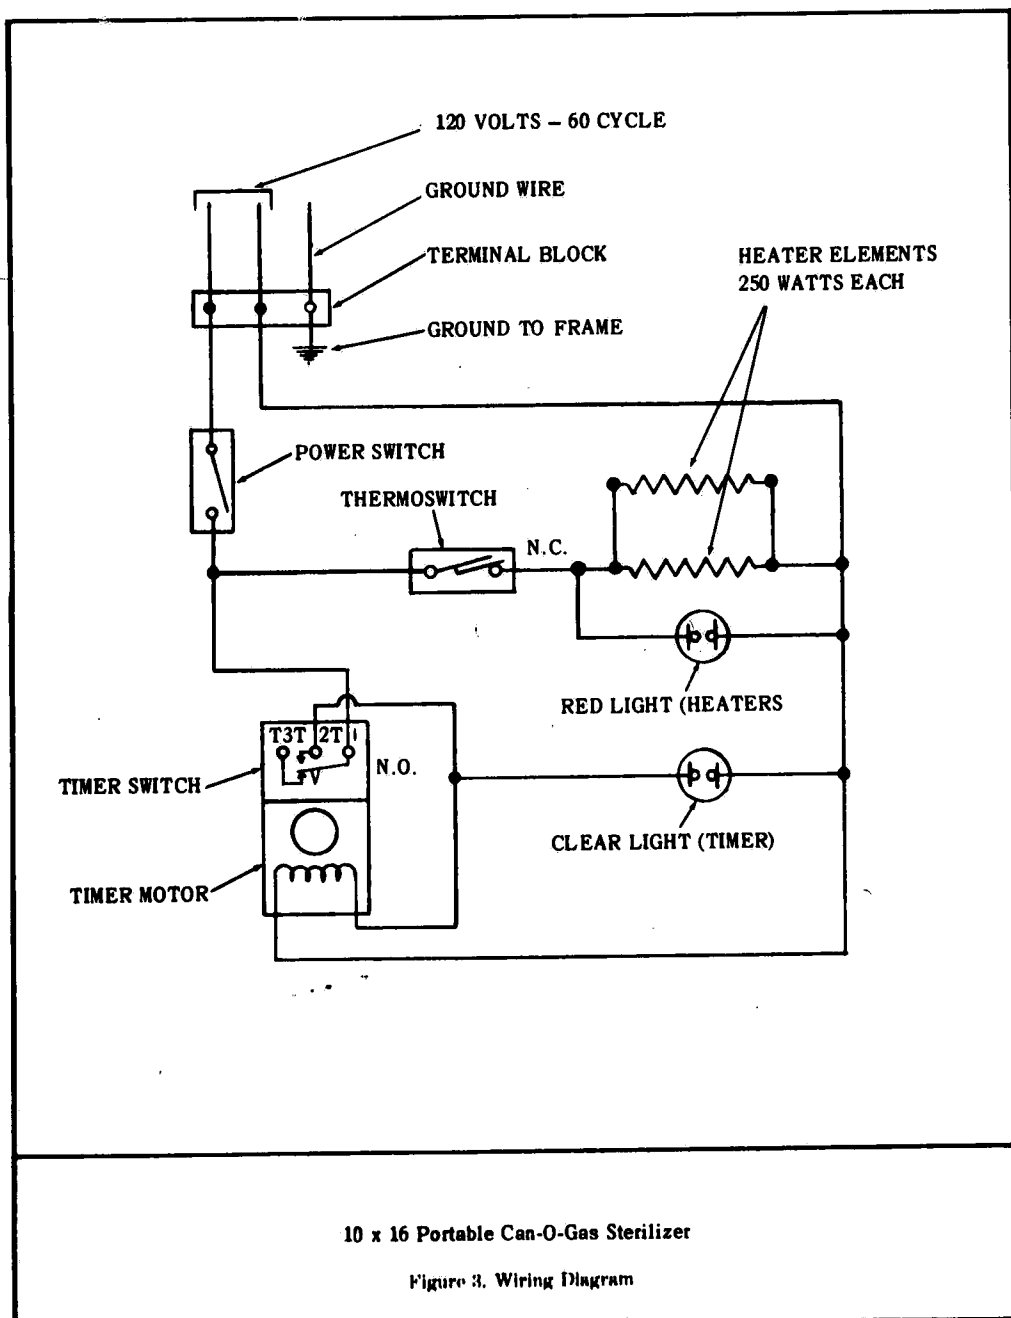 120 VOLTS – 60 CYCLE
GROUND WIRE
TERMINAL BLOCK
HEATER ELEMENTS
250 WATTS EACH
GROUND TO FRAME
POWER SWITCH
THERMOSWITCH
N.C.
RED LIGHT (HEATERS
T3T 2T 1
N.O.
TIMER SWITCH
CLEAR LIGHT (TIMER)
TIMER MOTOR
10 x 16 Portable Can-O-Gas Sterilizer
Figure 3. Wiring Diagram